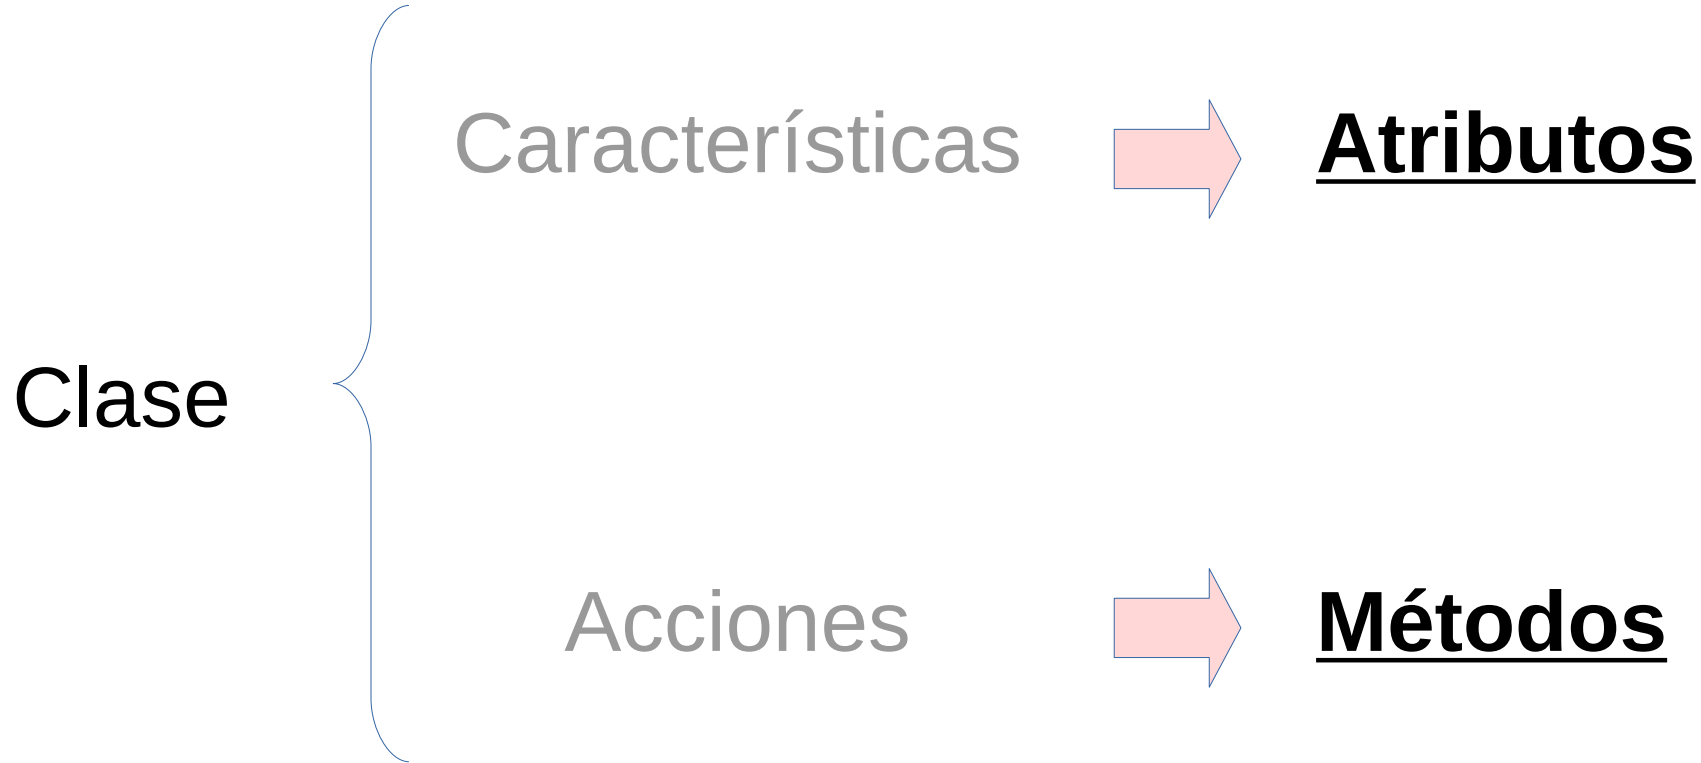 Clase
Características
Atributos
Acciones
Métodos